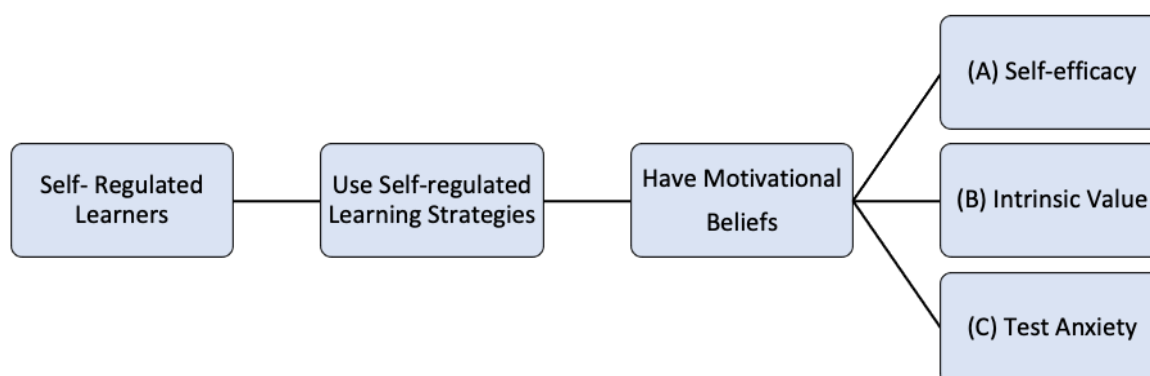 Self- Regulated
Learners
Use Self-regulated
Learning Strategies
Have Motivational
Beliefs
(A) Self-efficacy
(B) Intrinsic Value
(C) Test Anxiety